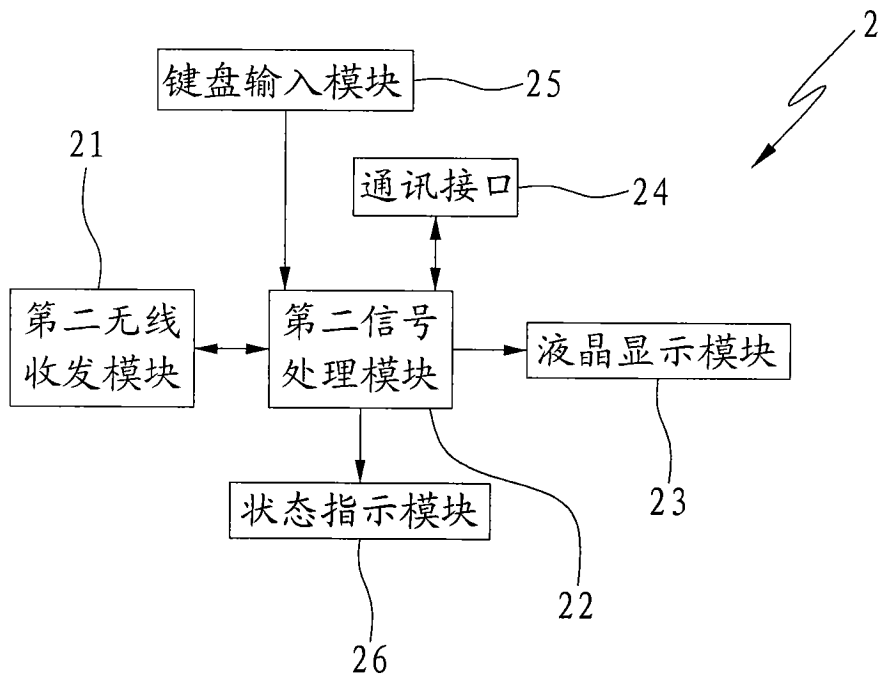 2
键盘输入模块
25
21
通讯接口
24
第二无线
收发模块
第二信号
处理模块
液晶显示模块
23
状态指示模块
22
26